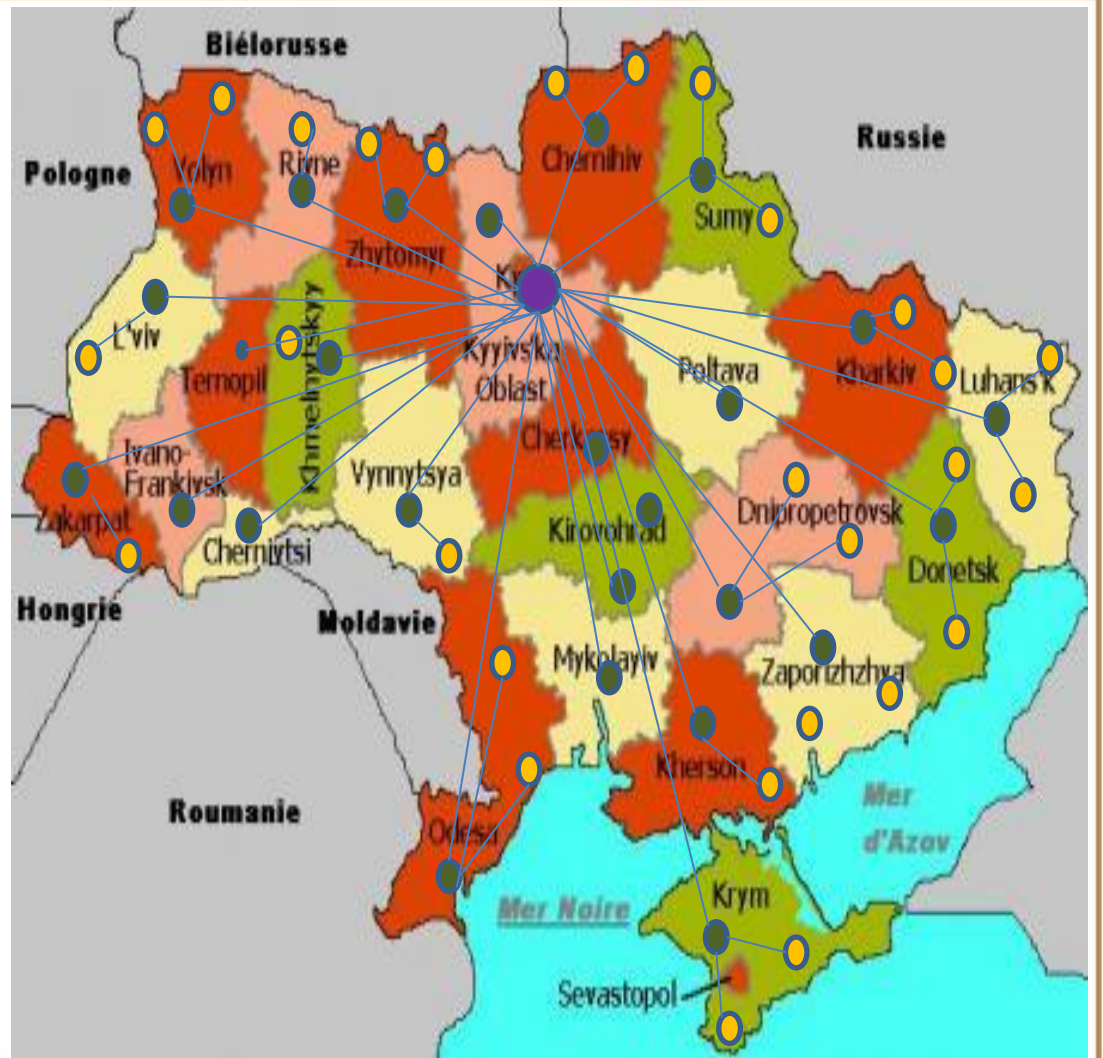 Biélorusse
Russie
Pologne
Volyn
Rivne
Chernihiv
Sumy
Zhytomyr
L'viv
Ternopil
Khmelnytskyy
Kyyivska
Oblast
Poltava
Kharkiv
Luhans'k
Ivano-
Frankivsk
Vynnytsya
Cherkassy
Zakarpat
Chernivtsi
Kirovohrad
Dnipropetrovsk
Donetsk
Hongrie
Moldavie
Mykolayiv
Zaporizhzhya
Kherson
Roumanie
Odesa
Mer
d'Azov
Mer Noire
Krym
Sevastopol